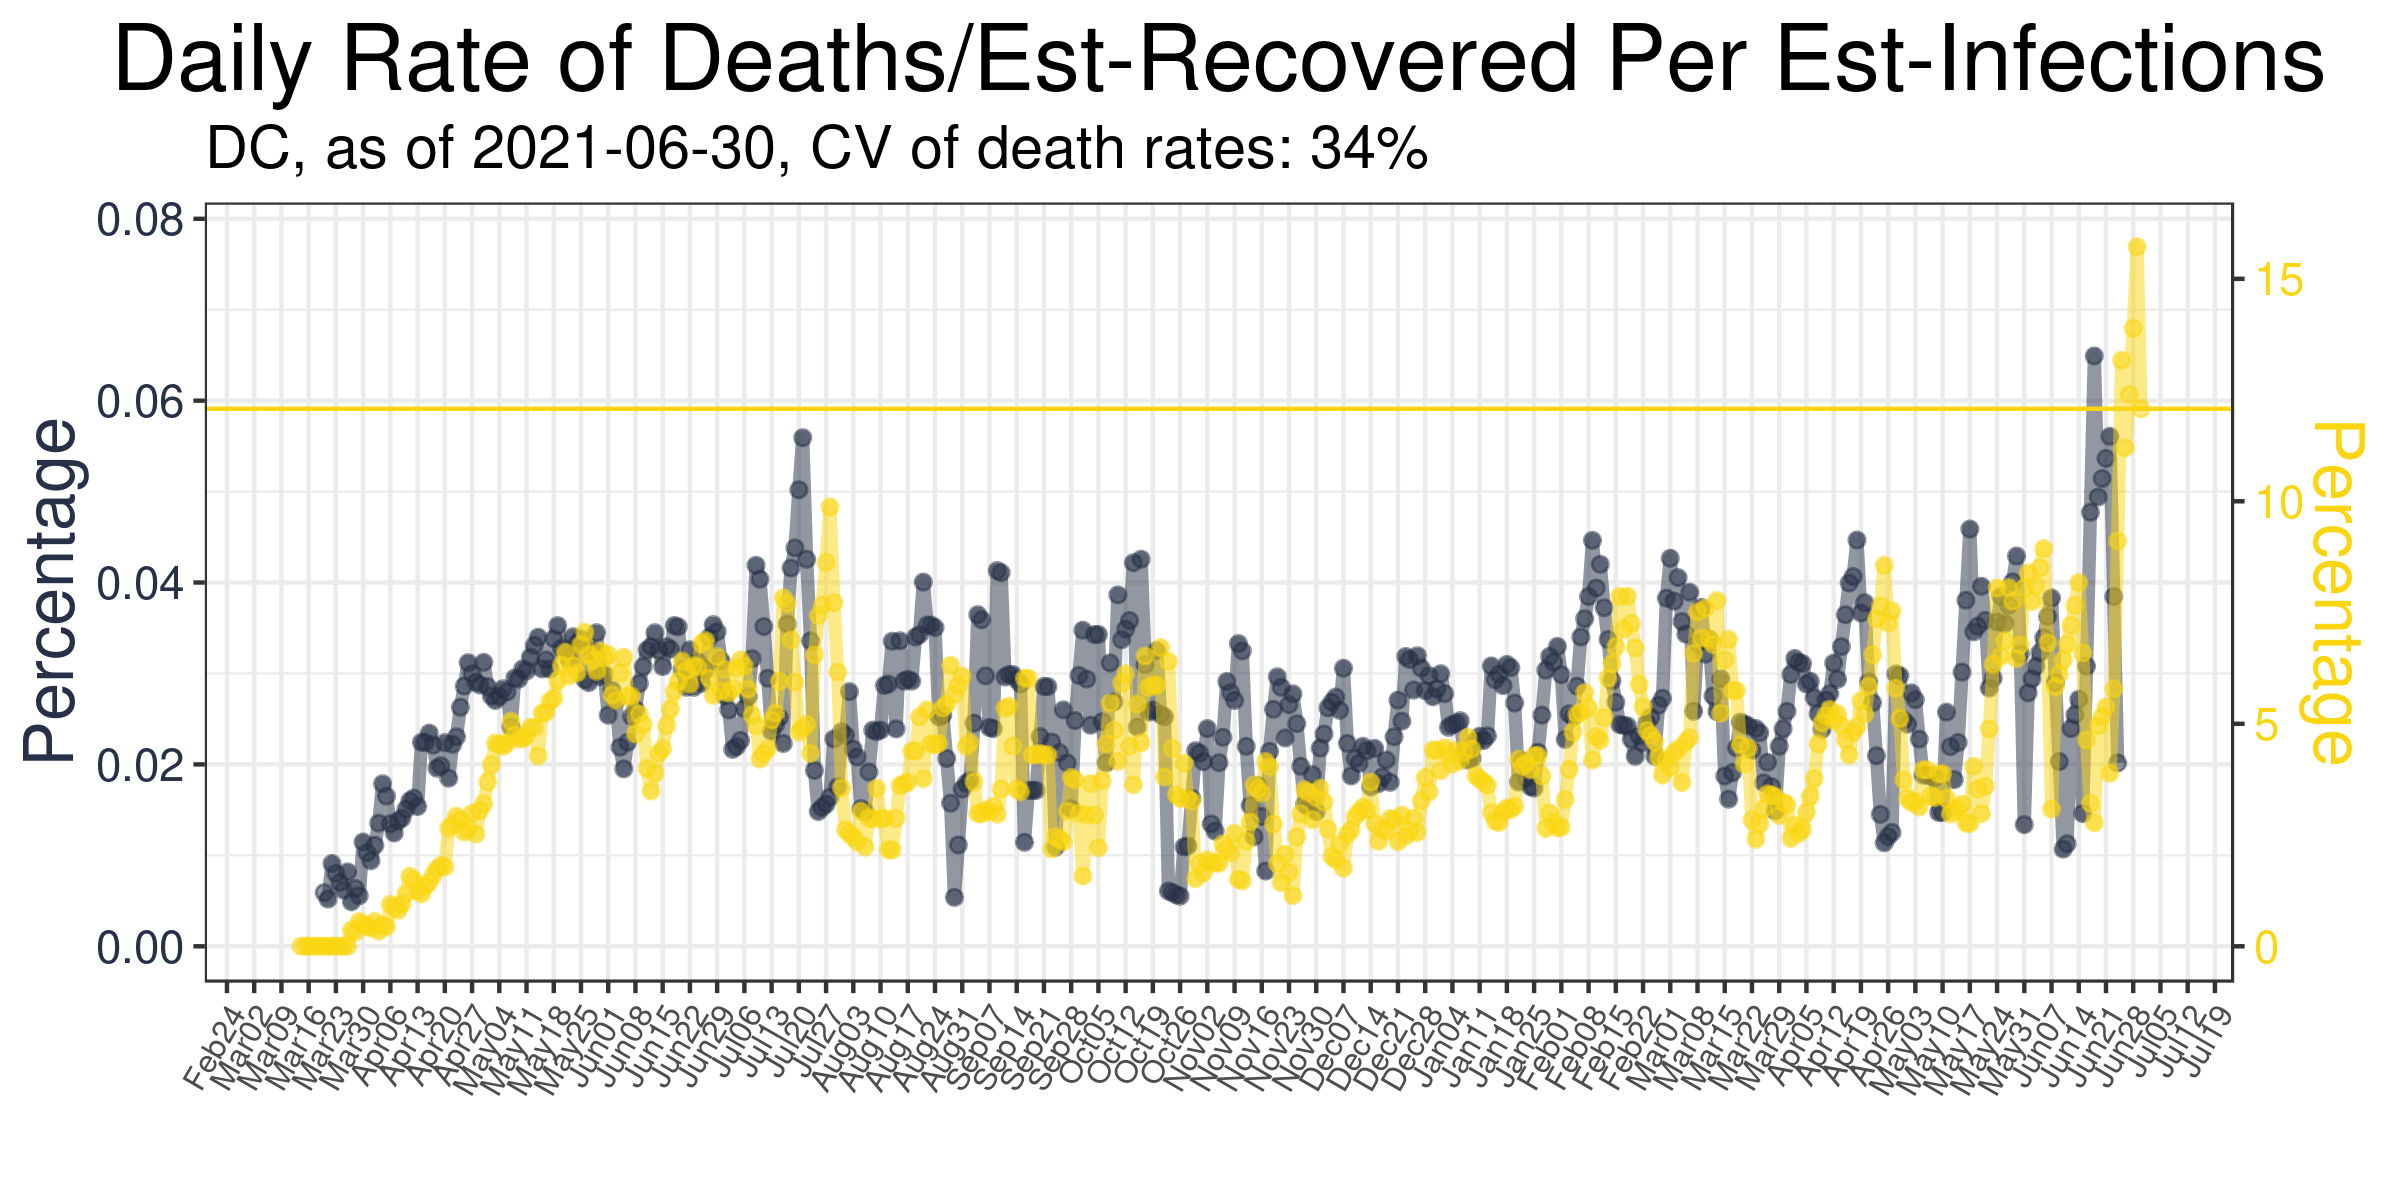 Daily Rate of Deaths/Est-Recovered Per Est-Infections
DC, as of 2021-06-30, CV of death rates: 34%
Percentage
0.08
0.06
0.04
0.02
0.00
15
10
5
0
Percentage
Feb24
Mar02
Mar09
Mar16
Mar23
Mar30
Apr06
Apr13
Apr20
Apr27
May04
May11
May18
May25
Jun01
Jun08
Jun15
Jun22
Jun29
Jul06
Jul13
Jul20
Jul27
Aug03
Aug10
Aug17
Aug24
Aug31
Sep07
Sep14
Sep21
Sep28
Oct05
Oct12
Oct19
Oct26
Nov02
Nov09
Nov16
Nov23
Nov30
Dec07
Dec14
Dec21
Dec28
Jan04
Jan11
Jan18
Jan25
Feb01
Feb08
Feb15
Feb22
Mar01
Mar08
Mar15
Mar22
Mar29
Apr05
Apr12
Apr19
Apr26
May03
May10
May17
May24
May31
Jun07
Jun14
Jun21
Jun28
Jul05
Jul12
Jul19